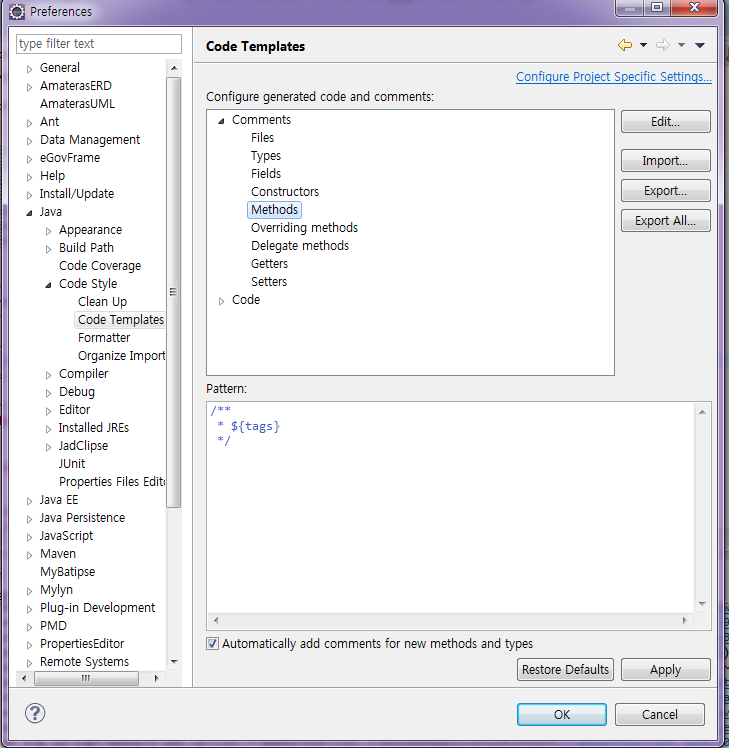 Preferences
type filter text
General
AmaterasERD
AmaterasUML
Ant
Data Management
eGovFrame
Help
Install/Update
Java
Appearance
Build Path
Code Coverage
Code Style
Clean Up
Code Templates
Formatter
Organize Import
Compiler
Debug
Editor
Installed JREs
JadClipse
JUnit
Properties Files Edit
Java EE
Java Persistence
JavaScript
Maven
MyBatipse
Mylyn
Plug-in Development
PMD
PropertiesEditor
Remote Systems
Code Templates
Configure Project Specific Settings...
Configure generated code and comments:
Comments
Files
Types
Fields
Constructors
Methods
Overriding methods
Delegate methods
Getters
Setters
Code
Edit...
Import...
Export...
Export All...
Pattern:
/**
 * ${tags}
 */
Automatically add comments for new methods and types
Restore Defaults
Apply
?
OK
Cancel